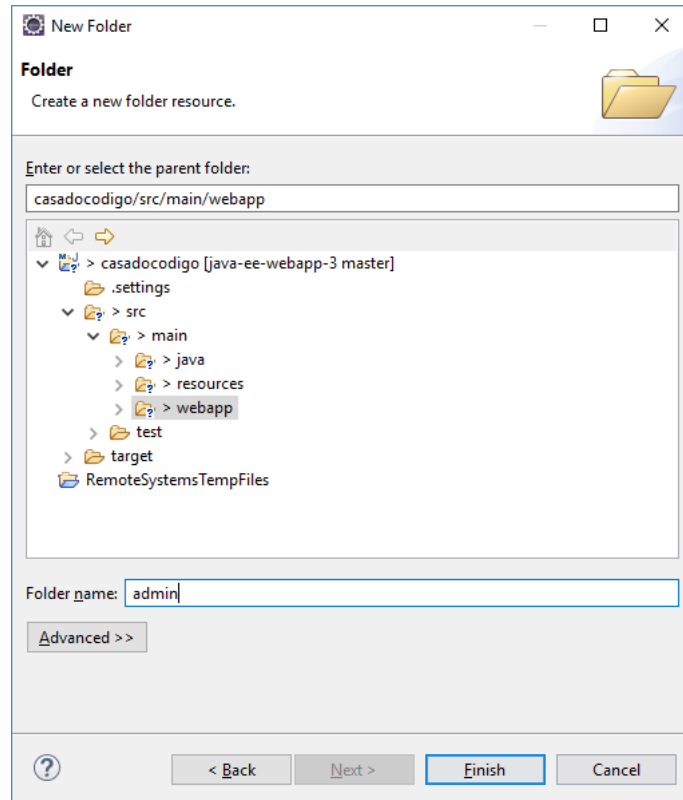 New Folder
Folder
Create a new folder resource.
Enter or select the parent folder:
casadocodigo/src/main/webapp
> casadocodigo [java-ee-webapp-3 master]
.settings
> src
> main
> java
> resources
> webapp
test
target
RemoteSystemsTempFiles
Folder name: admin
Advanced >>
< Back Next > Finish Cancel